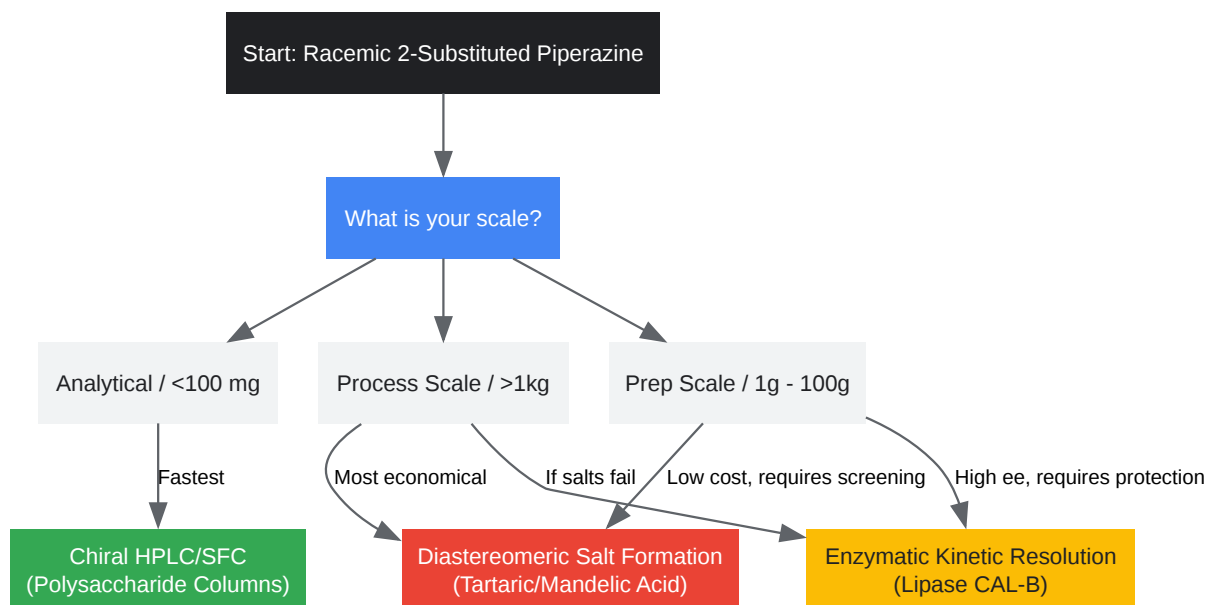 Start: Racemic 2-Substituted Piperazine
What is your scale?
Analytical / <100 mg
Process Scale / >1kg
Prep Scale / 1g - 100g
Fastest
Most economical
If salts fail
Low cost, requires screening
High ee, requires protection
Chiral HPLC/SFC
(Polysaccharide Columns)
Diastereomeric Salt Formation
(Tartaric/Mandelic Acid)
Enzymatic Kinetic Resolution
(Lipase CAL-B)